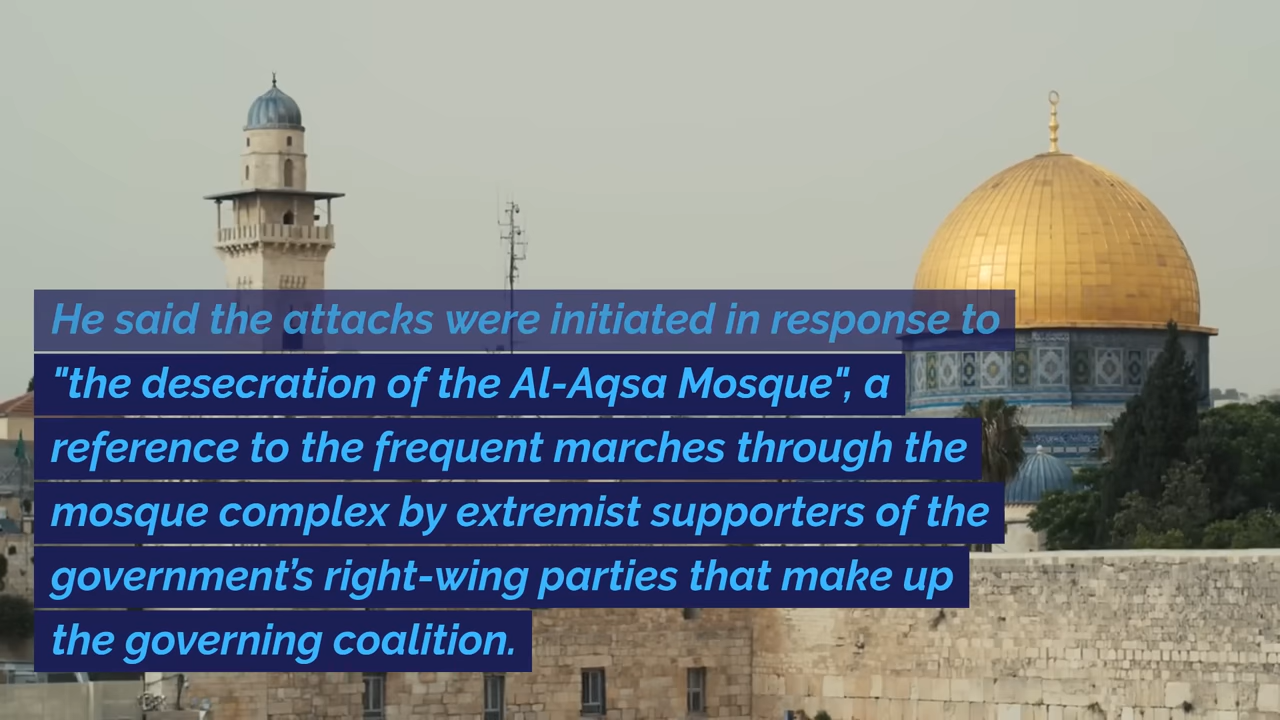 He said the attacks were initiated in response to
"the desecration of the Al-Aqsa Mosque", a
reference to the frequent marches through the
mosque complex by extremist supporters of the
government’s right-wing parties that make up
the governing coalition.